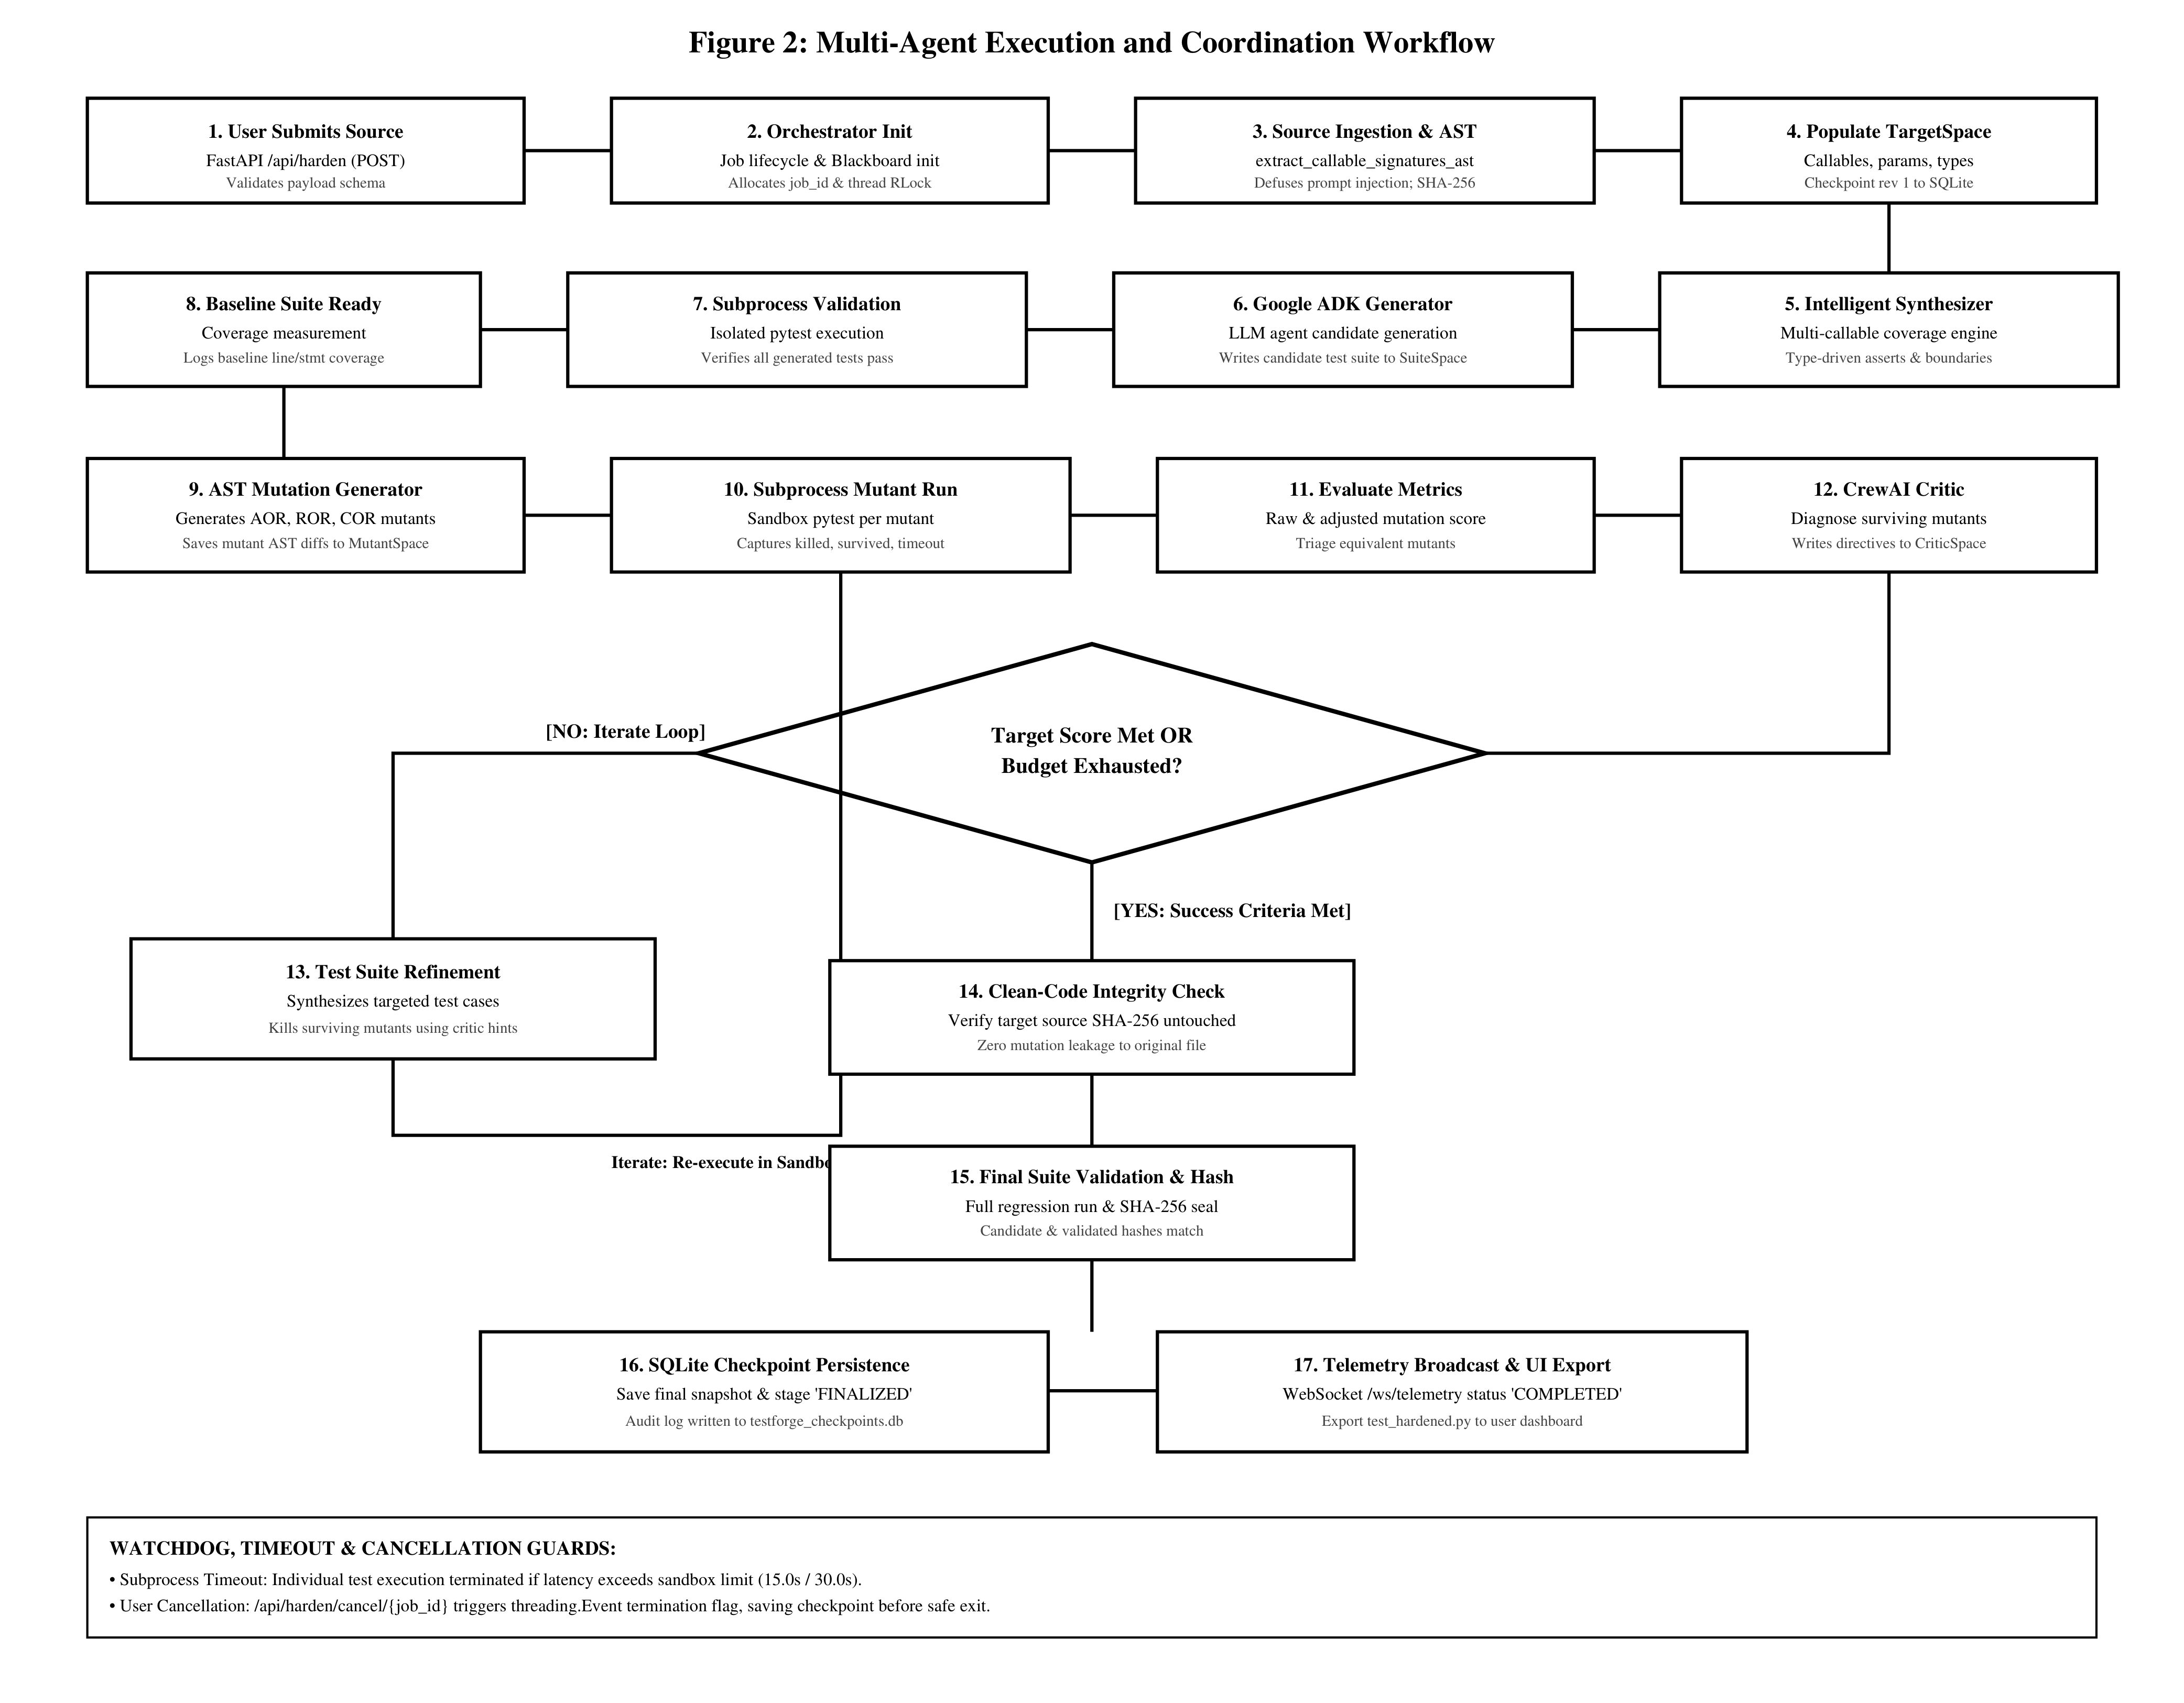 Figure 2: Multi-Agent Execution and Coordination Workflow
1. User Submits Source
FastAPI /api/harden (POST)
Validates payload schema
2. Orchestrator Init
Job lifecycle & Blackboard init
Allocates job_id & thread RLock
3. Source Ingestion & AST
extract_callable_signatures_ast
Defuses prompt injection; SHA-256
4. Populate TargetSpace
Callables, params, types
Checkpoint rev 1 to SQLite
8. Baseline Suite Ready
Coverage measurement
Logs baseline line/stmt coverage
7. Subprocess Validation
Isolated pytest execution
Verifies all generated tests pass
6. Google ADK Generator
LLM agent candidate generation
Writes candidate test suite to SuiteSpace
5. Intelligent Synthesizer
Multi-callable coverage engine
Type-driven asserts & boundaries
9. AST Mutation Generator
Generates AOR, ROR, COR mutants
Saves mutant AST diffs to MutantSpace
10. Subprocess Mutant Run
Sandbox pytest per mutant
Captures killed, survived, timeout
11. Evaluate Metrics
Raw & adjusted mutation score
Triage equivalent mutants
12. CrewAI Critic
Diagnose surviving mutants
Writes directives to CriticSpace
[NO: Iterate Loop]
Target Score Met OR
Budget Exhausted?
[YES: Success Criteria Met]
13. Test Suite Refinement
Synthesizes targeted test cases
Kills surviving mutants using critic hints
14. Clean-Code Integrity Check
Verify target source SHA-256 untouched
Zero mutation leakage to original file
Iterate: Re-execute in
15. Final Suite Validation & Hash
Full regression run & SHA-256 seal
Candidate & validated hashes match
16. SQLite Checkpoint Persistence
Save final snapshot & stage 'FINALIZED'
Audit log written to testforge_checkpoints.db
17. Telemetry Broadcast & UI Export
WebSocket /ws/telemetry status 'COMPLETED'
Export test_hardened.py to user dashboard
WATCHDOG, TIMEOUT & CANCELLATION GUARDS:
• Subprocess Timeout: Individual test execution terminated if latency exceeds sandbox limit (15.0s / 30.0s).
• User Cancellation: /api/harden/cancel/{job_id} triggers threading.Event termination flag, saving checkpoint before safe exit.